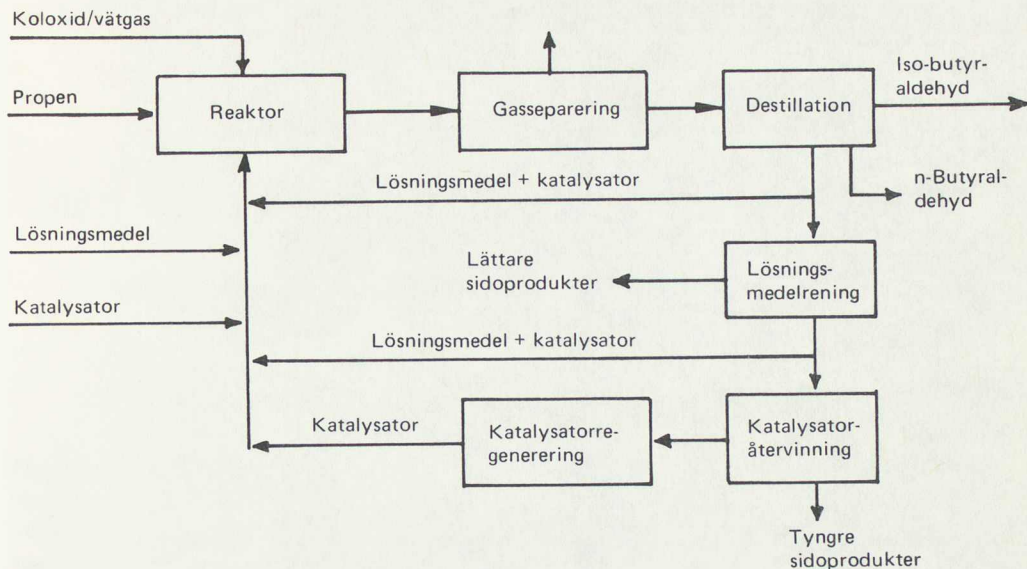 Koloxid/vätgas
Propen
Reaktor
Gasseparering
Destillation
Iso-butyr-
aldehyd
n-Butyral-
dehyd
Lösningsmedel + katalysator
Lösningsmedel
Lättare
sidoprodukter
Lösnings-
medelrening
Katalysator
Lösningsmedel + katalysator
Katalysator
Katalysatorre-
generering
Katalysator-
återvinning
Tyngre
sidoprodukter